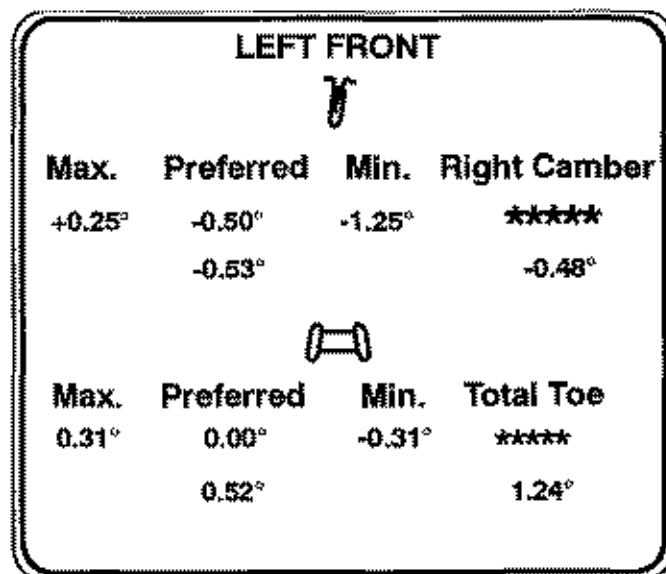 LEFT FRONT
Max. Preferred Min. Right Camber
+0.25° -0.50° -1.25° *****
-0.53° -0.48°
Max. Preferred Min. Total Toe
0.31° 0.00° -0.31° *****
0.52° 1.24°